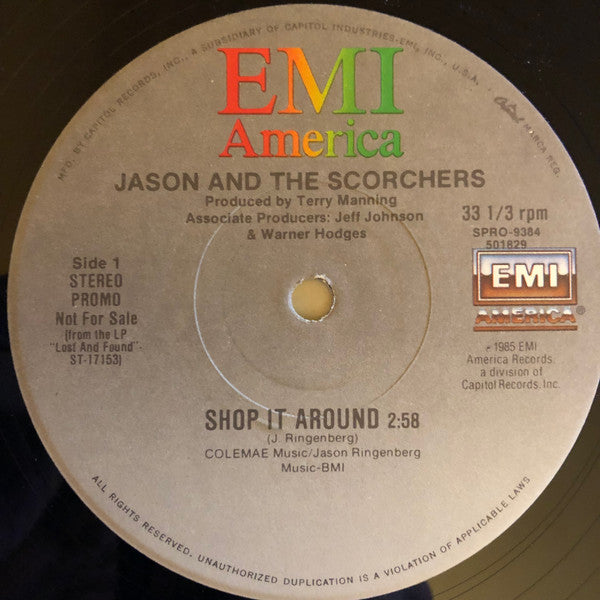 MFD. BY CAPITOL RECORDS, INC., A SUBSIDIARY OF CAPITOL INDUSTRIES-EMI, INC., U.S.A.
Capitol MARCA REG.
EMI
America
JASON AND THE SCORCHERS
Produced by Terry Manning
Associate Producers: Jeff Johnson
& Warner Hodges
33 1/3 rpm
SPRO-9384
501829
Side 1
STEREO
PROMO
Not For Sale
(from the LP
"Lost And Found"-
ST-17153)
EMI
AMERICA®
1985 EMI
America Records,
a division of
Capitol Records, Inc.
SHOP IT AROUND 2:58
(J. Ringenberg)
COLEMAE Music/Jason Ringenberg
Music-BMI
ALL RIGHTS RESERVED. UNAUTHORIZED DUPLICATION IS A VIOLATION OF APPLICABLE LAWS